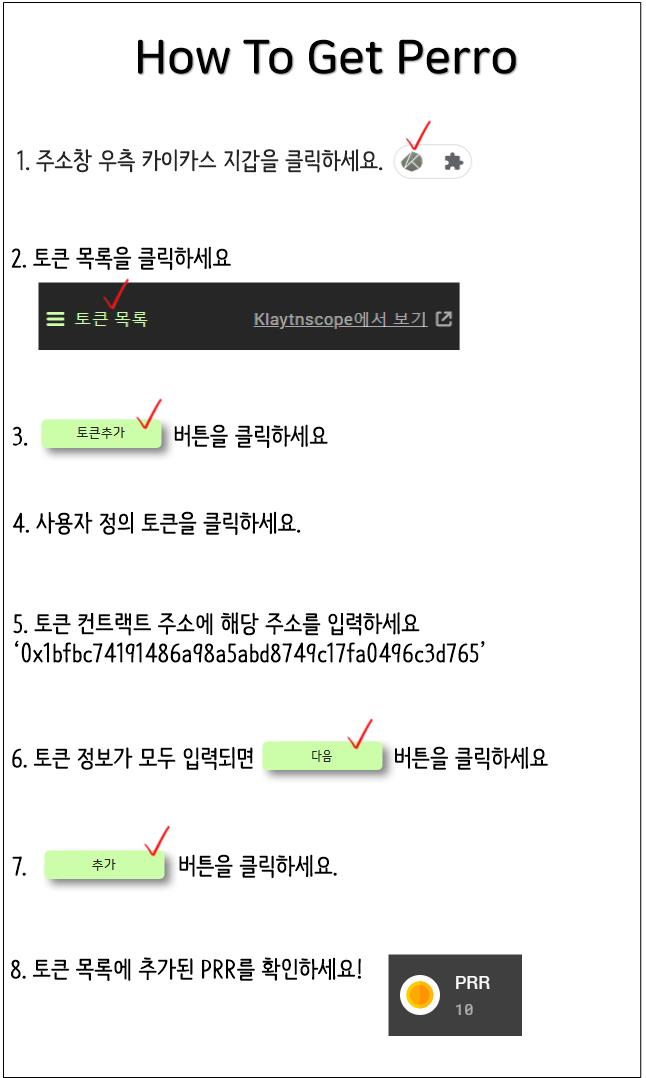 How To Get Perro
1. 주소창 우측 카이카스 지갑을 클릭하세요.
2. 토큰 목록을 클릭하세요
토큰 목록 Klaytnscope에서 보기
3. 토큰추가 버튼을 클릭하세요
4. 사용자 정의 토큰을 클릭하세요.
5. 토큰 컨트랙트 주소에 해당 주소를 입력하세요
‘0x1bfbc74191486a98a5abd8749c17fa0496c3d765’
6. 토큰 정보가 모두 입력되면 다음 버튼을 클릭하세요
7. 추가 버튼을 클릭하세요.
8. 토큰 목록에 추가된 PRR를 확인하세요!
PRR
10